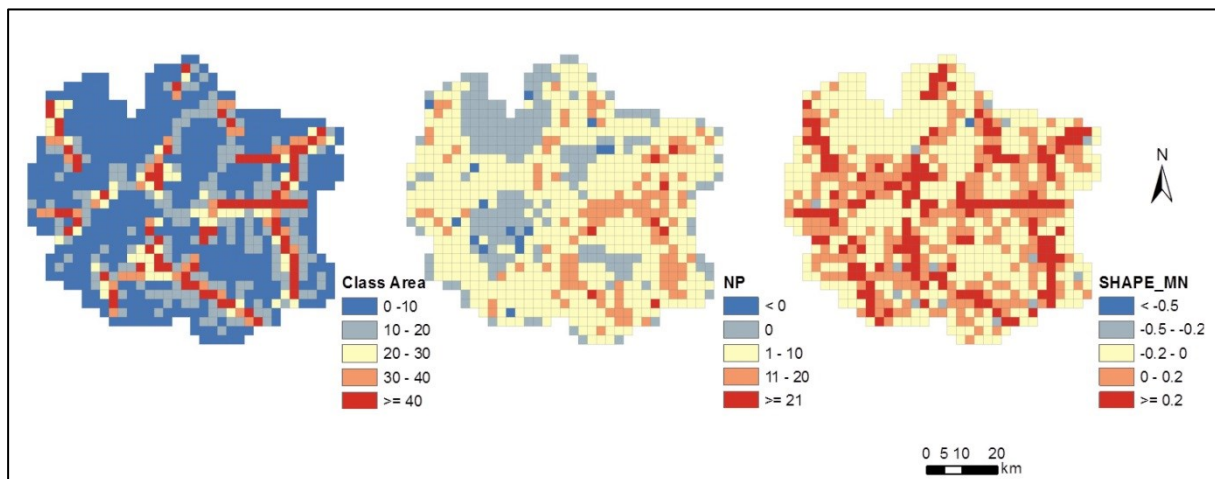 N
Class Area
0 -10
10 - 20
20 - 30
30 - 40
>= 40
NP
< 0
0
1 - 10
11 - 20
>= 21
SHAPE_MN
< -0.5
-0.5 - -0.2
-0.2 - 0
0 - 0.2
>= 0.2
0 5 10 20
km